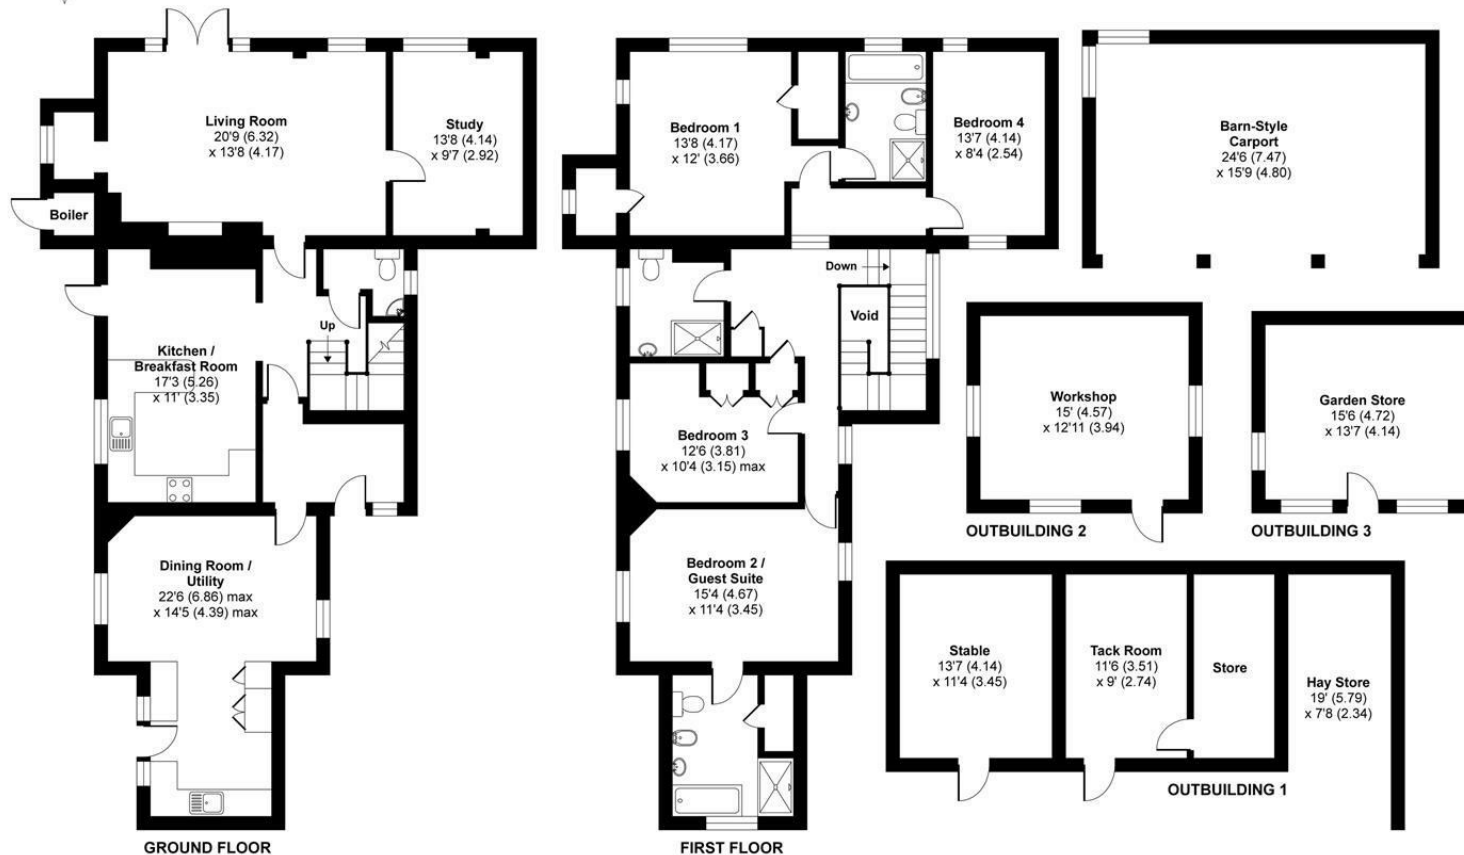 Living Room
20'9 (6.32)
x 13'8 (4.17)
Study
13'8 (4.14)
x 9'7 (2.92)
Boiler
Up
Kitchen /
Breakfast Room
17'3 (5.26)
x 11' (3.35)
Dining Room /
Utility
22'6 (6.86) max
x 14'5 (4.39) max
GROUND FLOOR
Bedroom 1
13'8 (4.17)
x 12' (3.66)
Bedroom 4
13'7 (4.14)
x 8'4 (2.54)
Down
Void
Bedroom 3
12'6 (3.81)
x 10'4 (3.15) max
Bedroom 2 /
Guest Suite
15'4 (4.67)
x 11'4 (3.45)
FIRST FLOOR
Barn-Style
Carport
24'6 (7.47)
x 15'9 (4.80)
Workshop
15' (4.57)
x 12'11 (3.94)
OUTBUILDING 2
Garden Store
15'6 (4.72)
x 13'7 (4.14)
OUTBUILDING 3
Stable
13'7 (4.14)
x 11'4 (3.45)
Tack Room
11'6 (3.51)
x 9' (2.74)
Store
Hay Store
19' (5.79)
x 7'8 (2.34)
OUTBUILDING 1